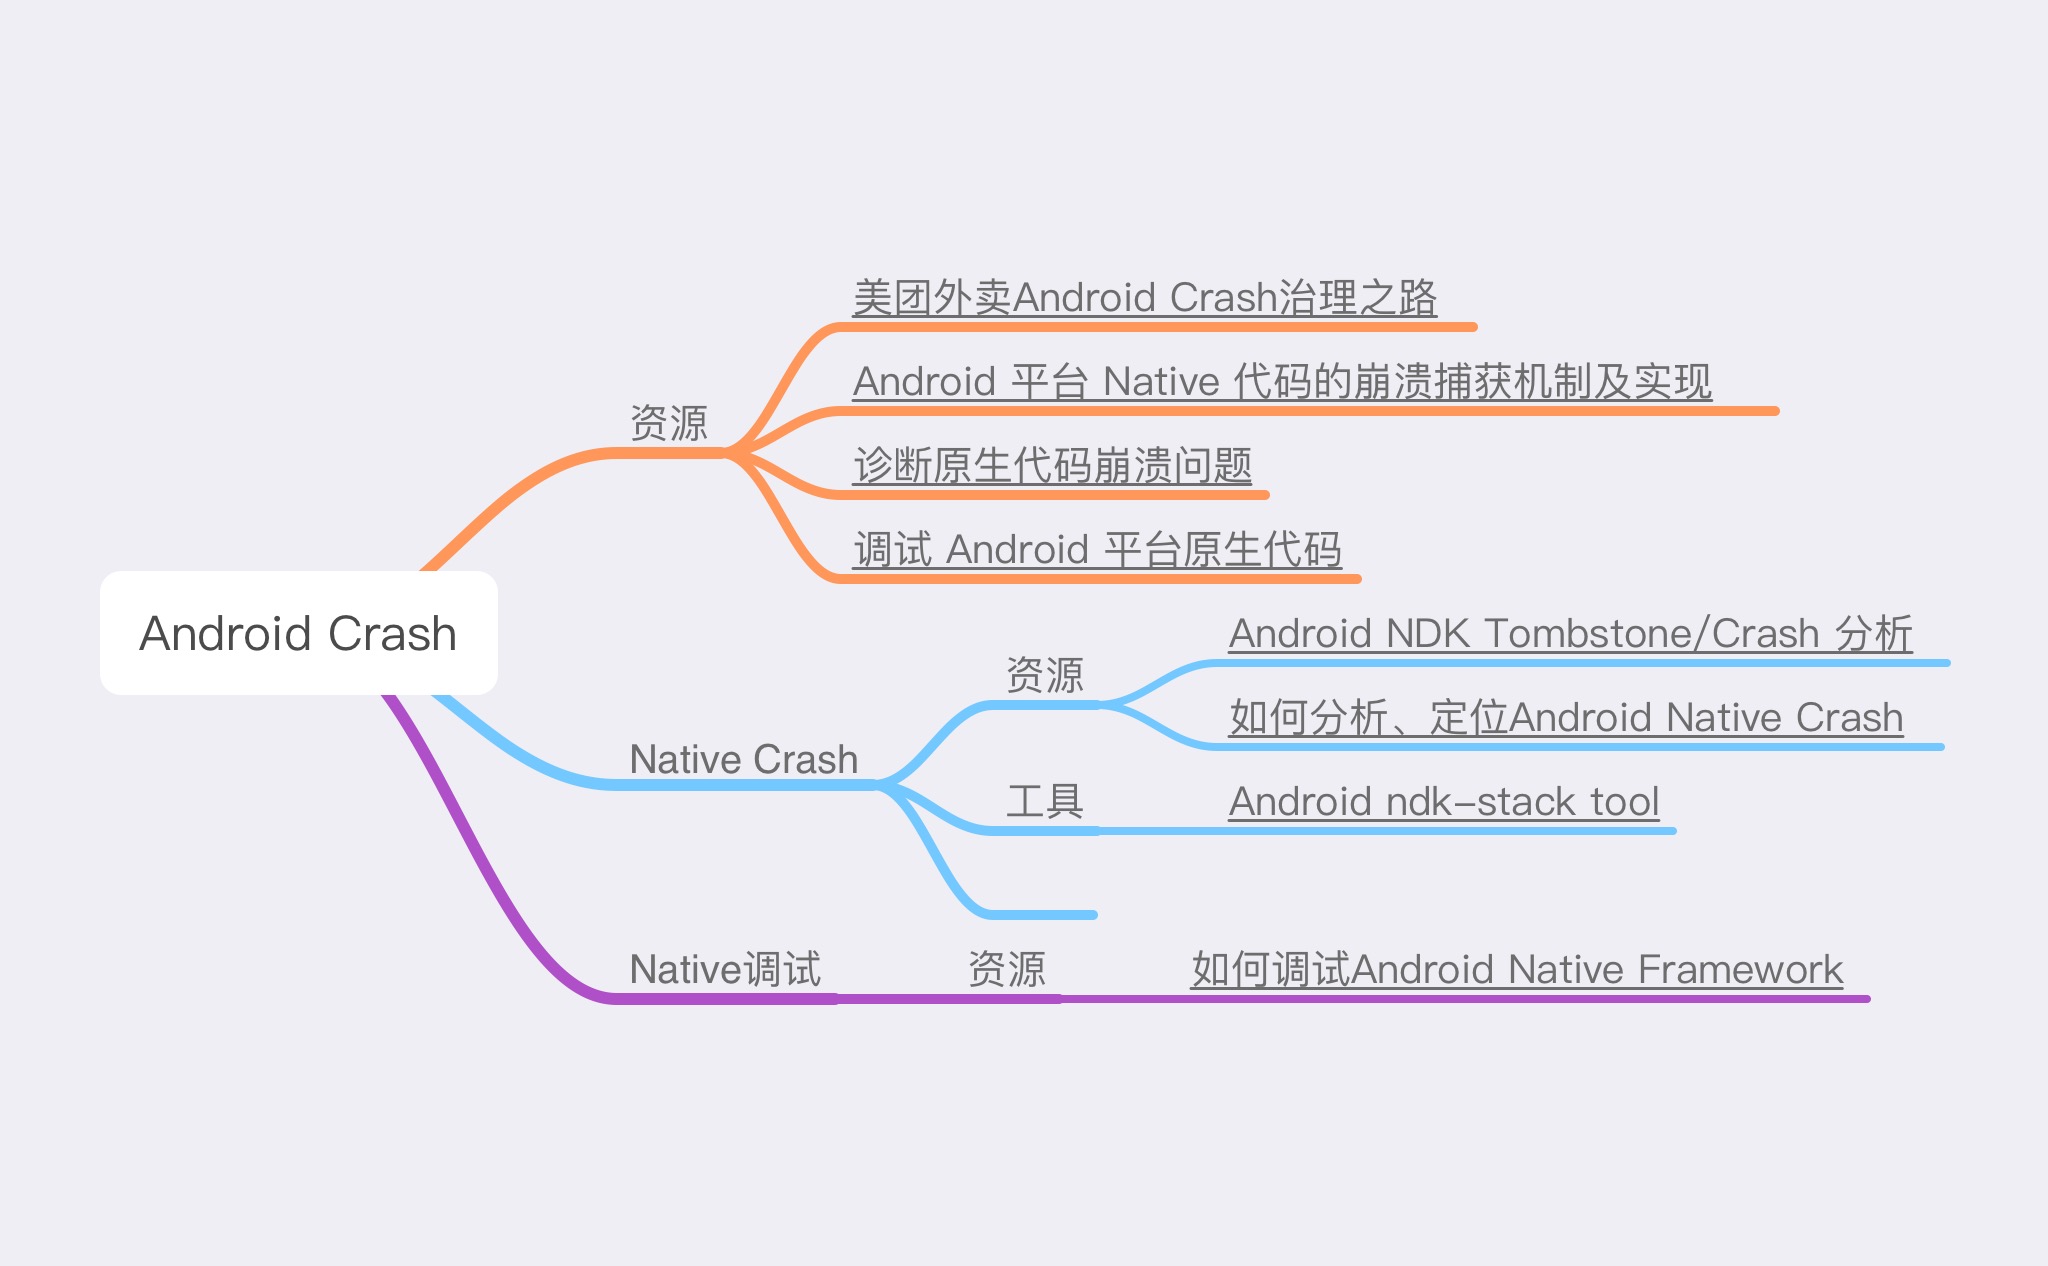 美团外卖Android Crash治理之路
Android 平台 Native 代码的崩溃捕获机制及实现
资源
诊断原生代码崩溃问题
调试 Android 平台原生代码
Android Crash
Android NDK Tombstone/Crash 分析
资源
如何分析、定位Android Native Crash
Native Crash
工具
Android ndk-stack tool
Native调试
资源
如何调试Android Native Framework